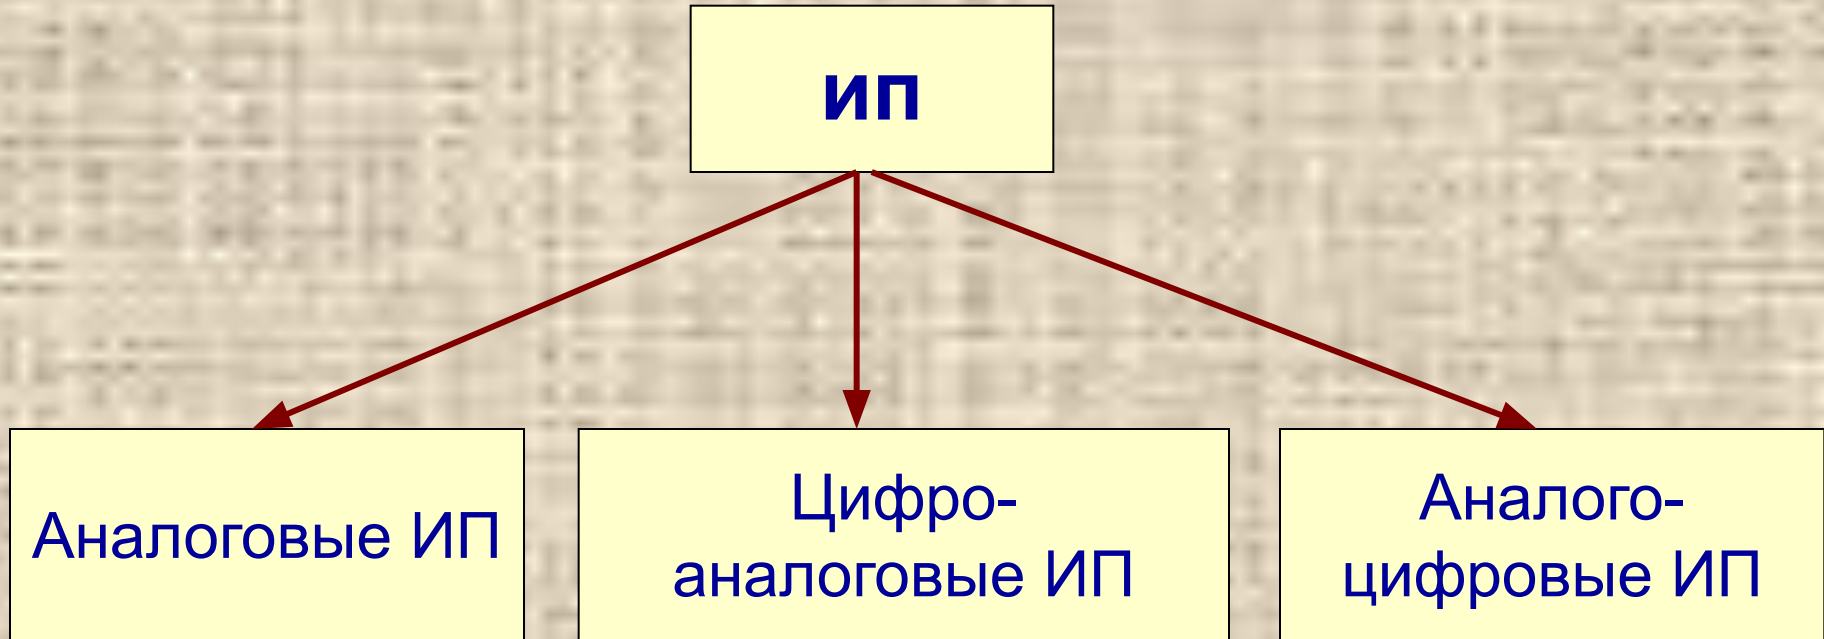 ИП
Аналоговые ИП
Цифро-
аналоговые ИП
Аналого-
цифровые ИП